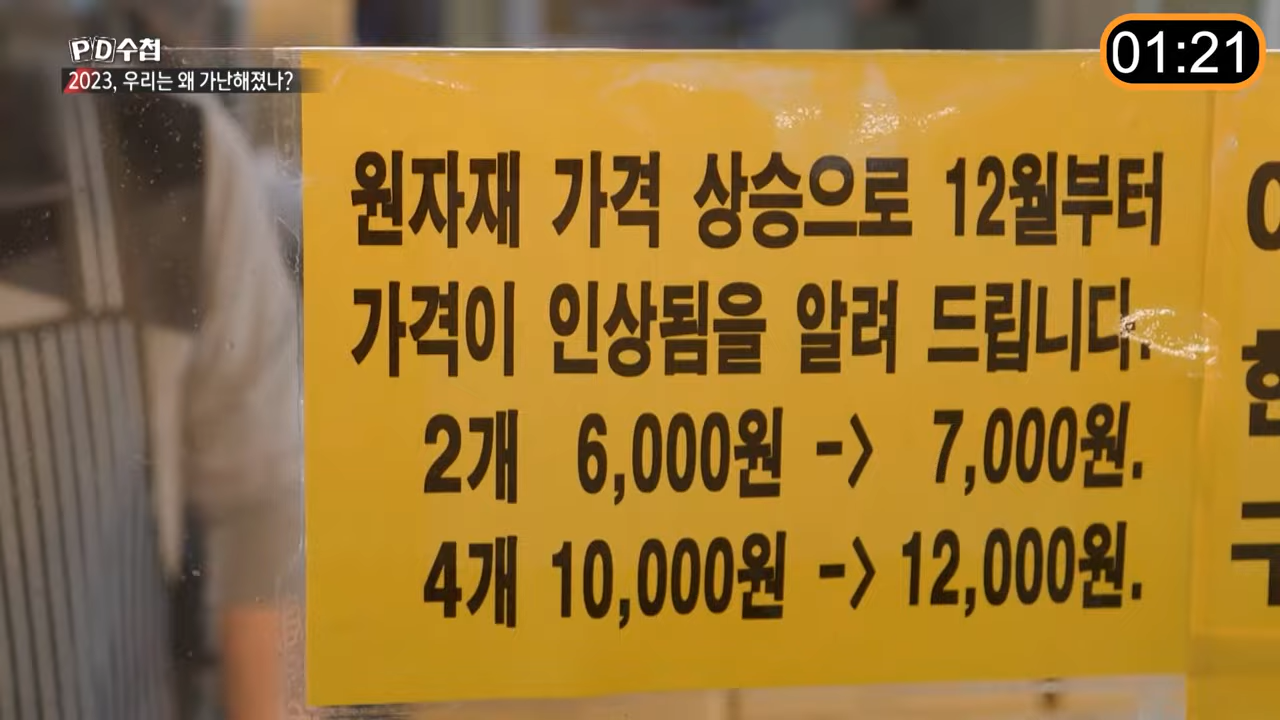 PD수첩
2023, 우리는 왜 가난해졌나?
01:21
원자재 가격 상승으로 12월부터
가격이 인상됨을 알려 드립니다.
2개 6,000원 -> 7,000원.
4개 10,000원 -> 12,000원.